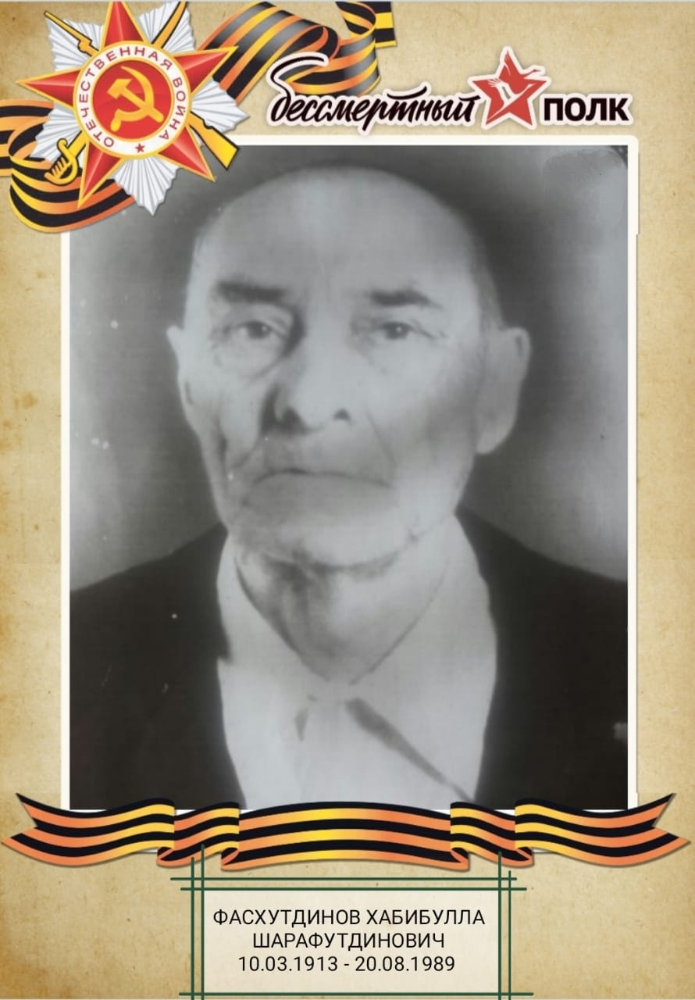 ОТЕЧЕСТВЕННАЯ ВОЙНА
бессмертный полк
ФАСХУТДИНОВ ХАБИБУЛЛА
ШАРАФУТДИНОВИЧ
10.03.1913 - 20.08.1989